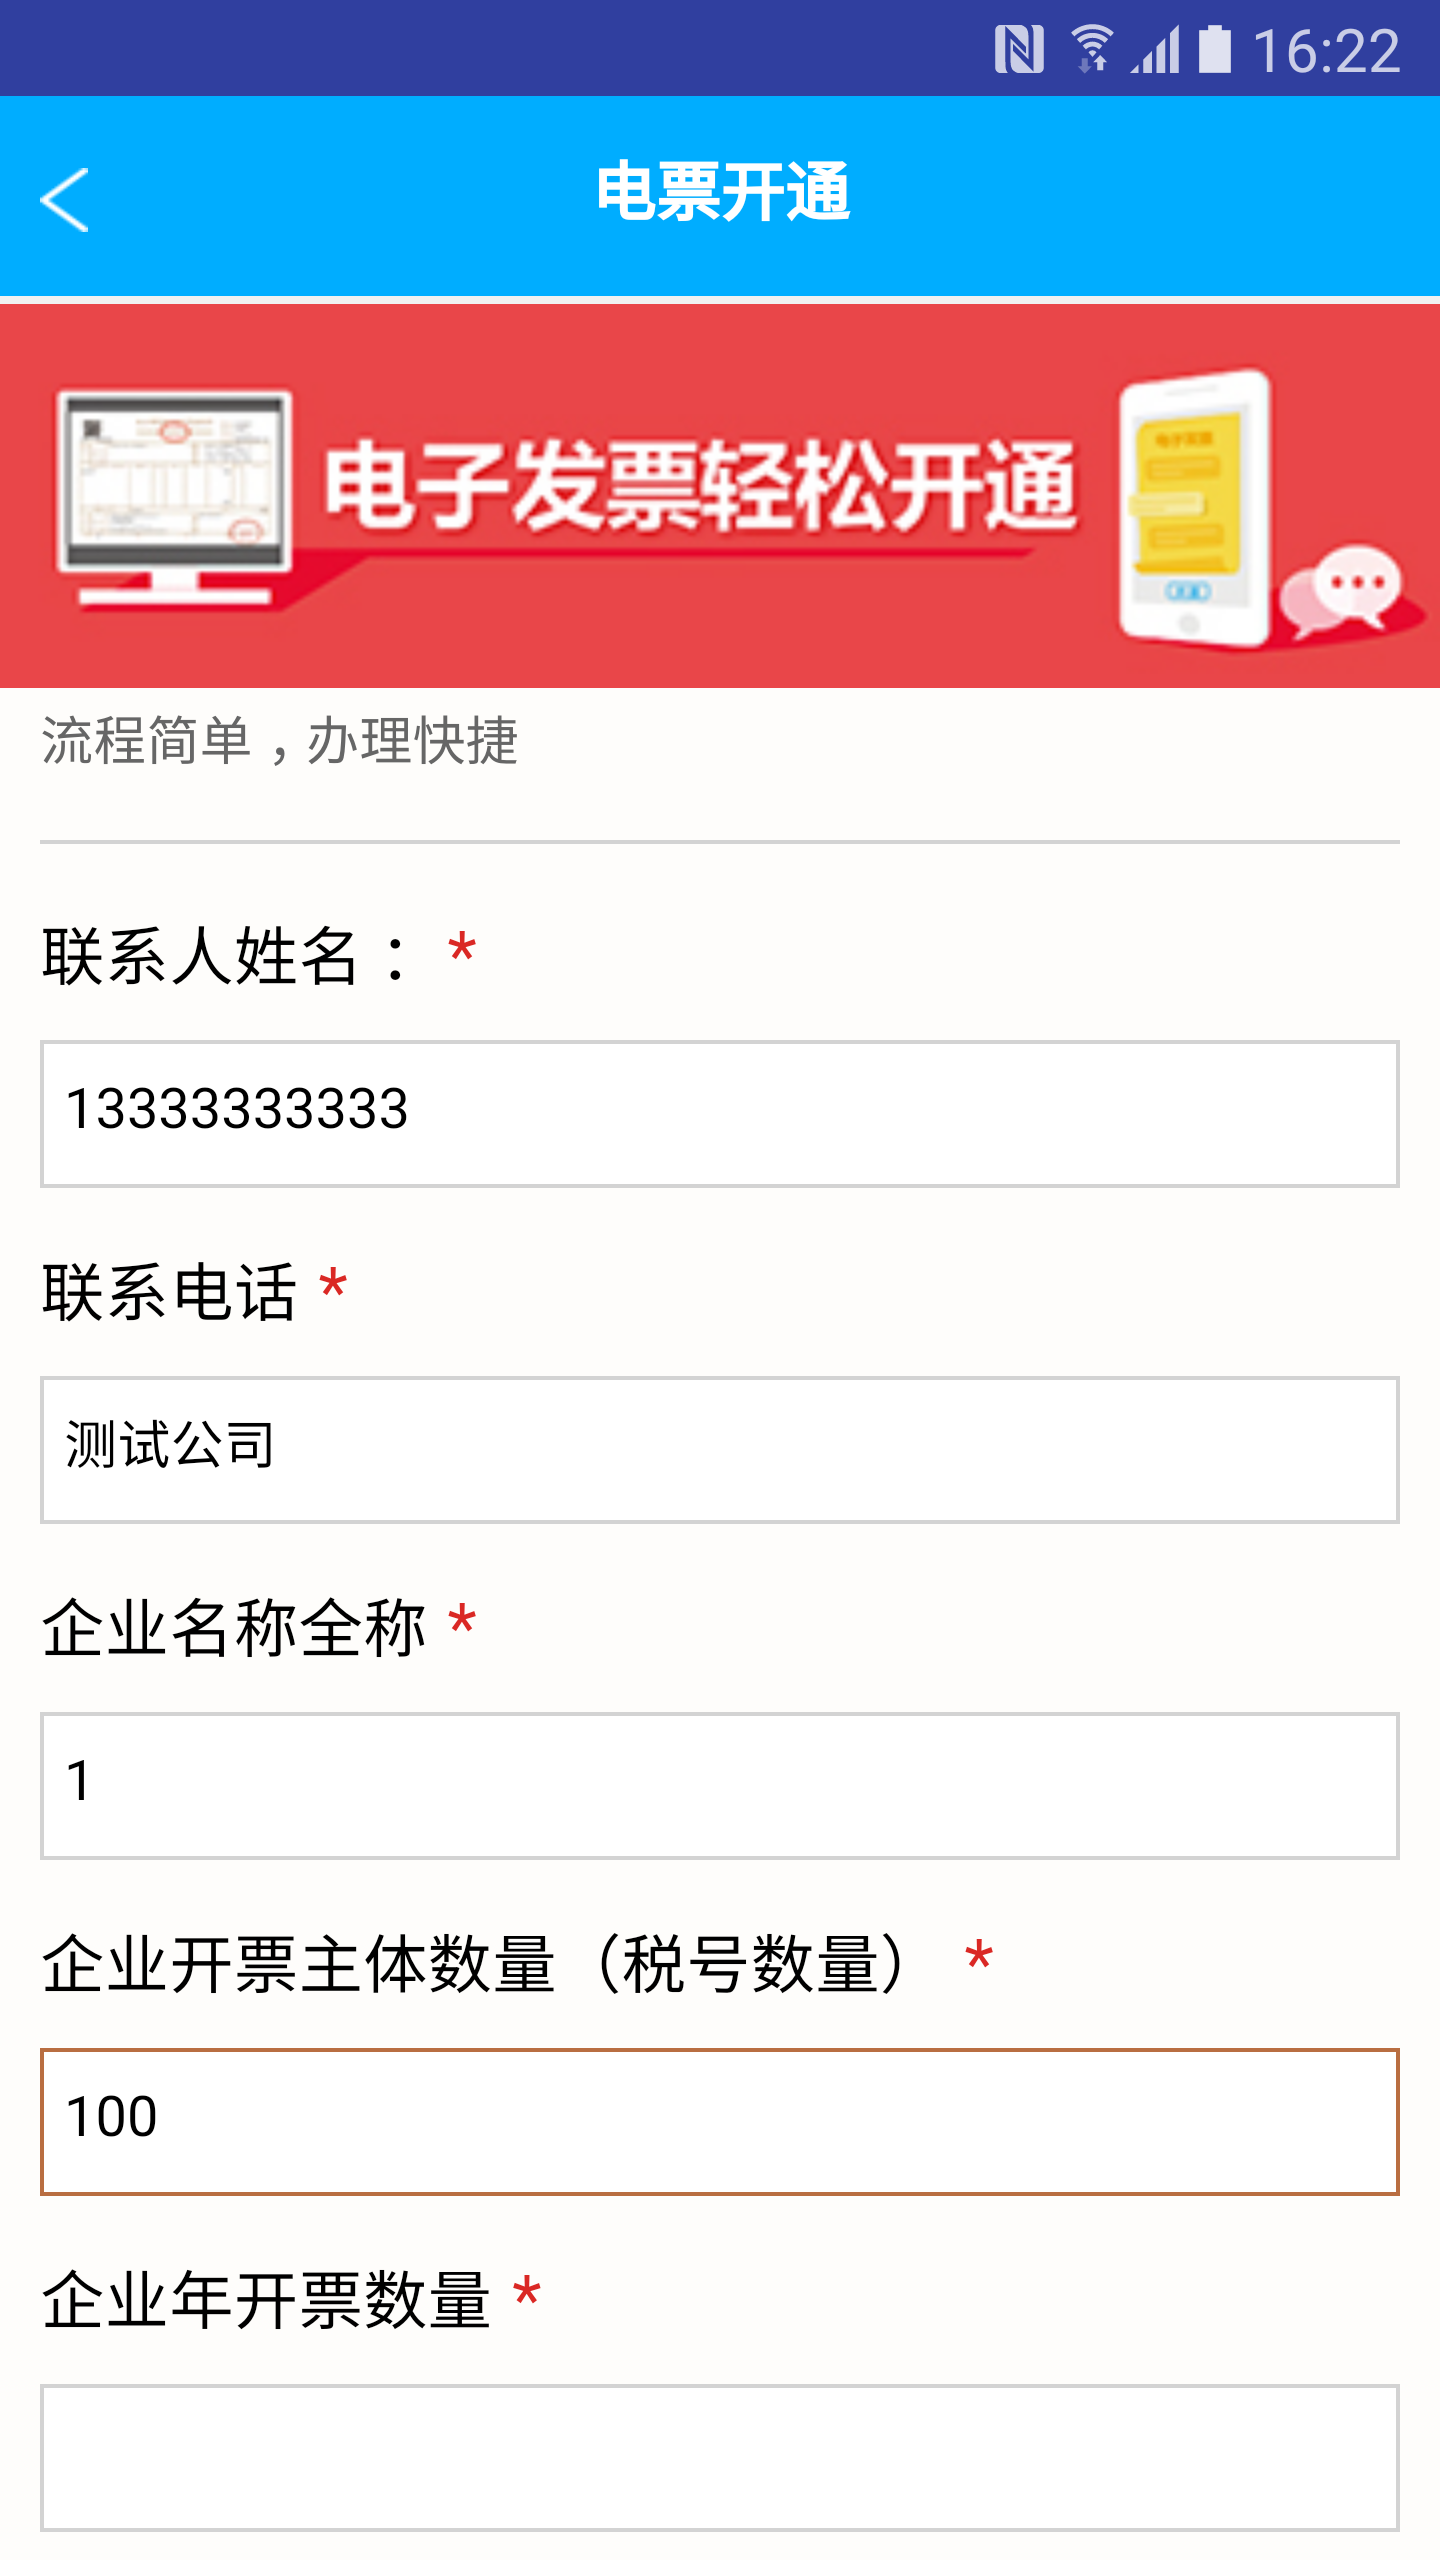 16:22
电票开通
电子发票轻松开通
流程简单，办理快捷
联系人姓名： *
13333333333
联系电话 *
测试公司
企业名称全称 *
1
企业开票主体数量（税号数量） *
100
企业年开票数量 *